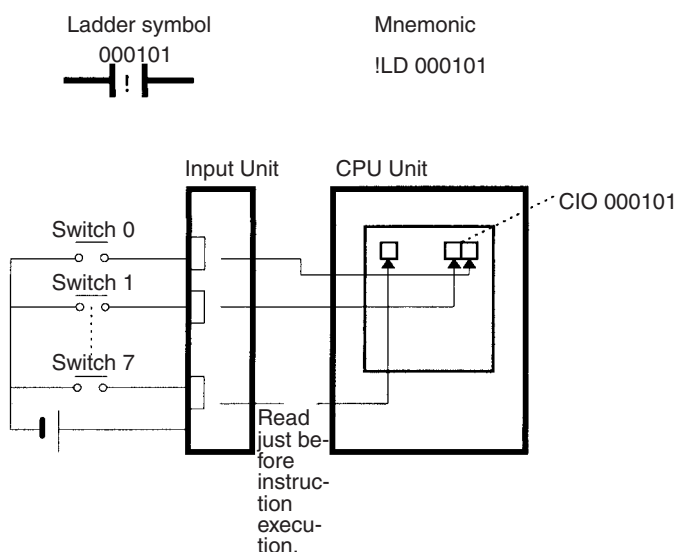 Ladder symbol
000101
!
Mnemonic
!LD 000101
Input Unit
CPU Unit
CIO 000101
Switch 0
Switch 1
Switch 7
Read
just be-
fore
instruc-
tion
execu-
tion.